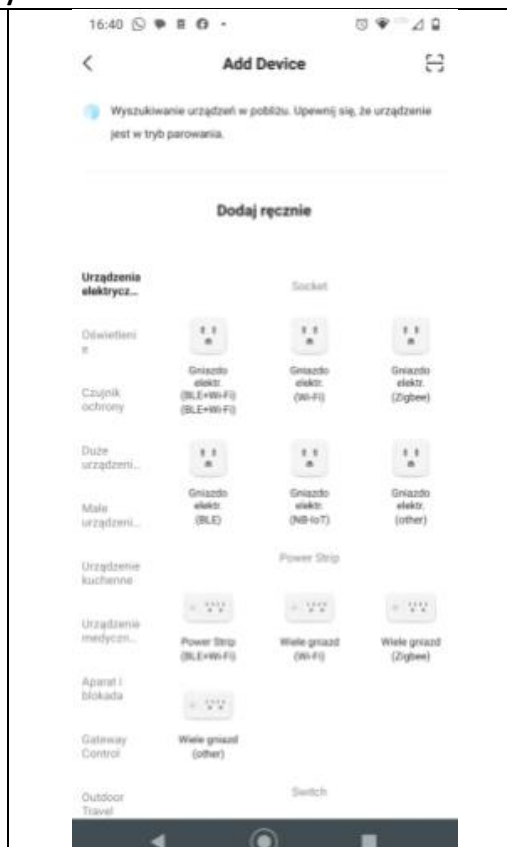 16:40
Add Device
Wyszukiwanie urządzeń w pobliżu. Upewnij się, że urządzenie
jest w tryb parowania.
Dodaj ręcznie
Urządzenia
elektrycz...
Oświetleni
e
Czujnik
ochrony
Duże
urządzeni...
Małe
urządzeni...
Urządzenie
kuchenne
Urządzenie
medyczn...
Aparat i
blokada
Gateway
Control
Outdoor
Travel
Socket
Gniazdo
elektr.
(BLE+Wi-Fi)
(BLE+Wi-Fi)
Gniazdo
elektr.
(Wi-Fi)
Gniazdo
elektr.
(Zigbee)
Gniazdo
elektr.
(BLE)
Gniazdo
elektr.
(NB-IoT)
Gniazdo
elektr.
(other)
Power Strip
Power Strip
(BLE+Wi-Fi)
Wiele gniazd
(Wi-Fi)
Wiele gniazd
(Zigbee)
Wiele gniazd
(other)
Switch